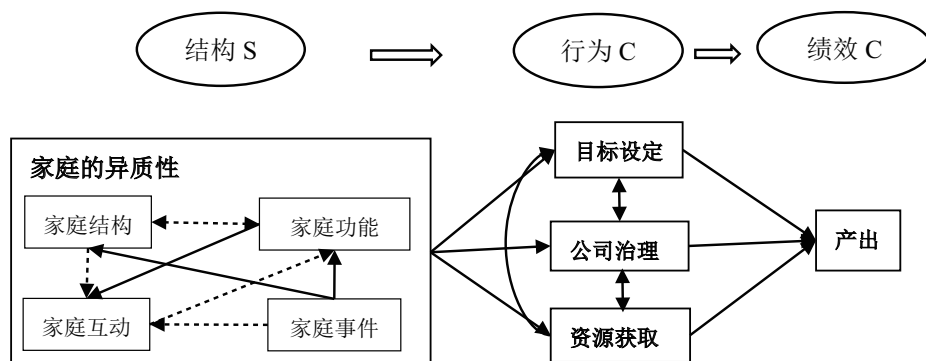 结构 S
行为 C
绩效 C
家庭的异质性
目标设定
家庭结构
家庭功能
公司治理
产出
家庭互动
家庭事件
资源获取